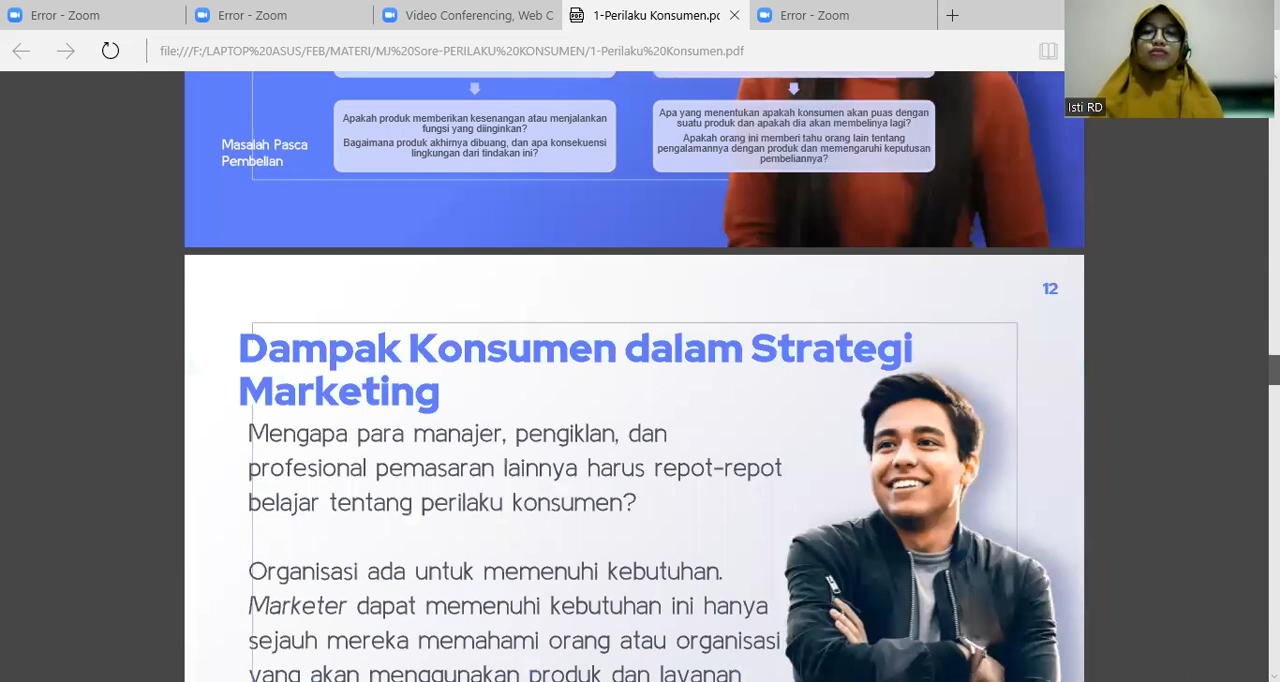 Error - Zoom
Error - Zoom
Video Conferencing, Web C
1-Perilaku Konsumen.pd
Error - Zoom
file:///F:/LAPTOP%20ASUS/FEB/MATERI/MJ%20Sore-PERILAKU%20KONSUMEN/1-Perilaku%20Konsumen.pdf
Isti RD
Masalah Pasca
Pembelian
Apakah produk memberikan kesenangan atau menjalankan
fungsi yang diinginkan?
Bagaimana produk akhirnya dibuang, dan apa konsekuensi
lingkungan dari tindakan ini?
Apa yang menentukan apakah konsumen akan puas dengan
suatu produk dan apakah dia akan membelinya lagi?
Apakah orang ini memberi tahu orang lain tentang
pengalamannya dengan produk dan memengaruhi keputusan
pembeliannya?
12
Dampak Konsumen dalam Strategi
Marketing
Mengapa para manajer, pengiklan, dan
profesional pemasaran lainnya harus repot-repot
belajar tentang perilaku konsumen?
Organisasi ada untuk memenuhi kebutuhan.
Marketer dapat memenuhi kebutuhan ini hanya
sejauh mereka memahami orang atau organisasi
yang akan menggunakan produk dan layanan